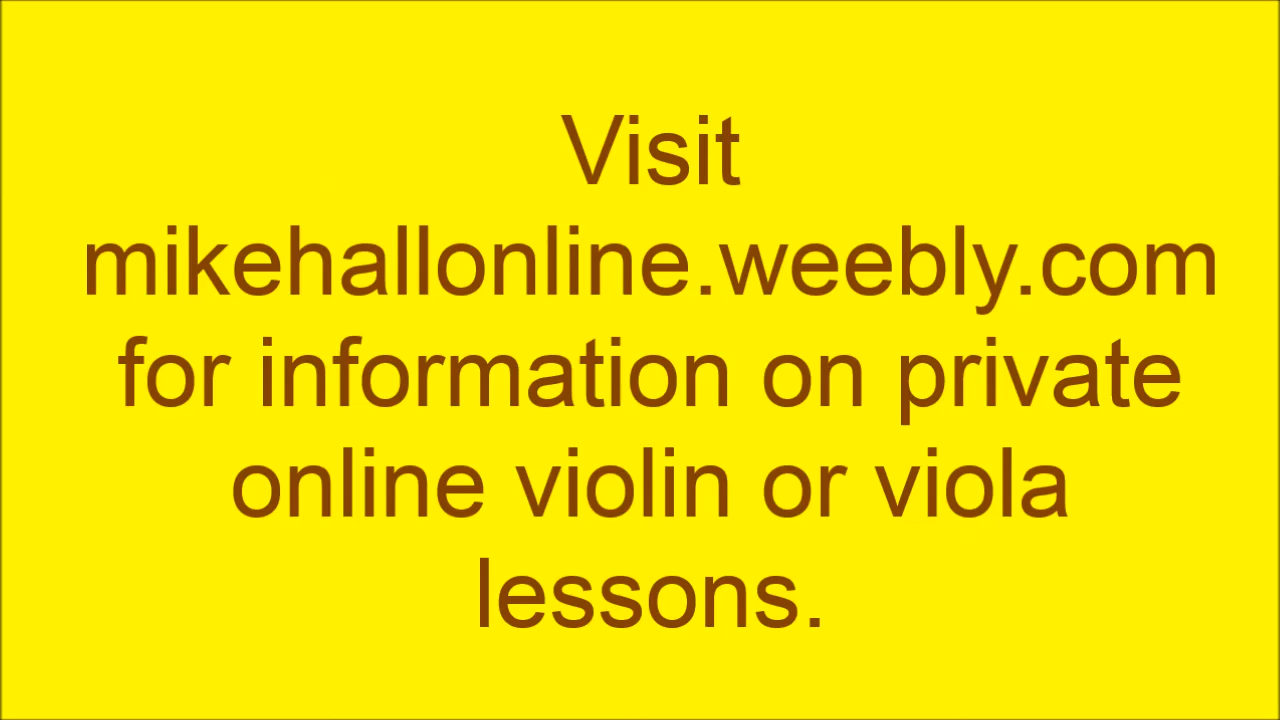 Visit
mikehallonline.weebly.com
for information on private
online violin or viola
lessons.